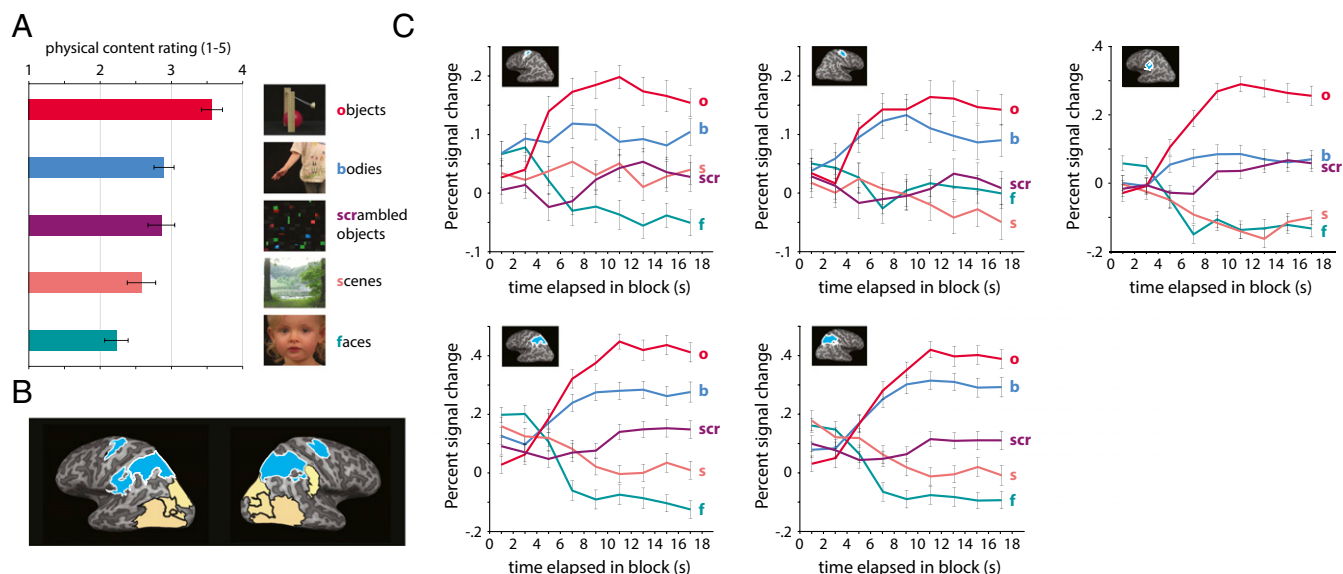 A
physical content rating (1-5)
1 2 3 4
objects
bodies
scrambled
objects
scenes
faces
B
C
Percent signal change
.2
.1
0
-.1
o
b
s
scr
f
0 2 4 6 8 10 12 14 16 18
time elapsed in block (s)
Percent signal change
.2
.1
0
-.1
o
b
scr
f
s
0 2 4 6 8 10 12 14 16 18
time elapsed in block (s)
Percent signal change
.4
.3
.2
.1
0
-.2
o
b
scr
s
f
0 2 4 6 8 10 12 14 16 18
time elapsed in block (s)
Percent signal change
.4
.2
0
-.2
o
b
scr
s
f
0 2 4 6 8 10 12 14 16 18
time elapsed in block (s)
Percent signal change
.4
.2
0
-.2
o
b
scr
s
f
0 2 4 6 8 10 12 14 16 18
time elapsed in block (s)